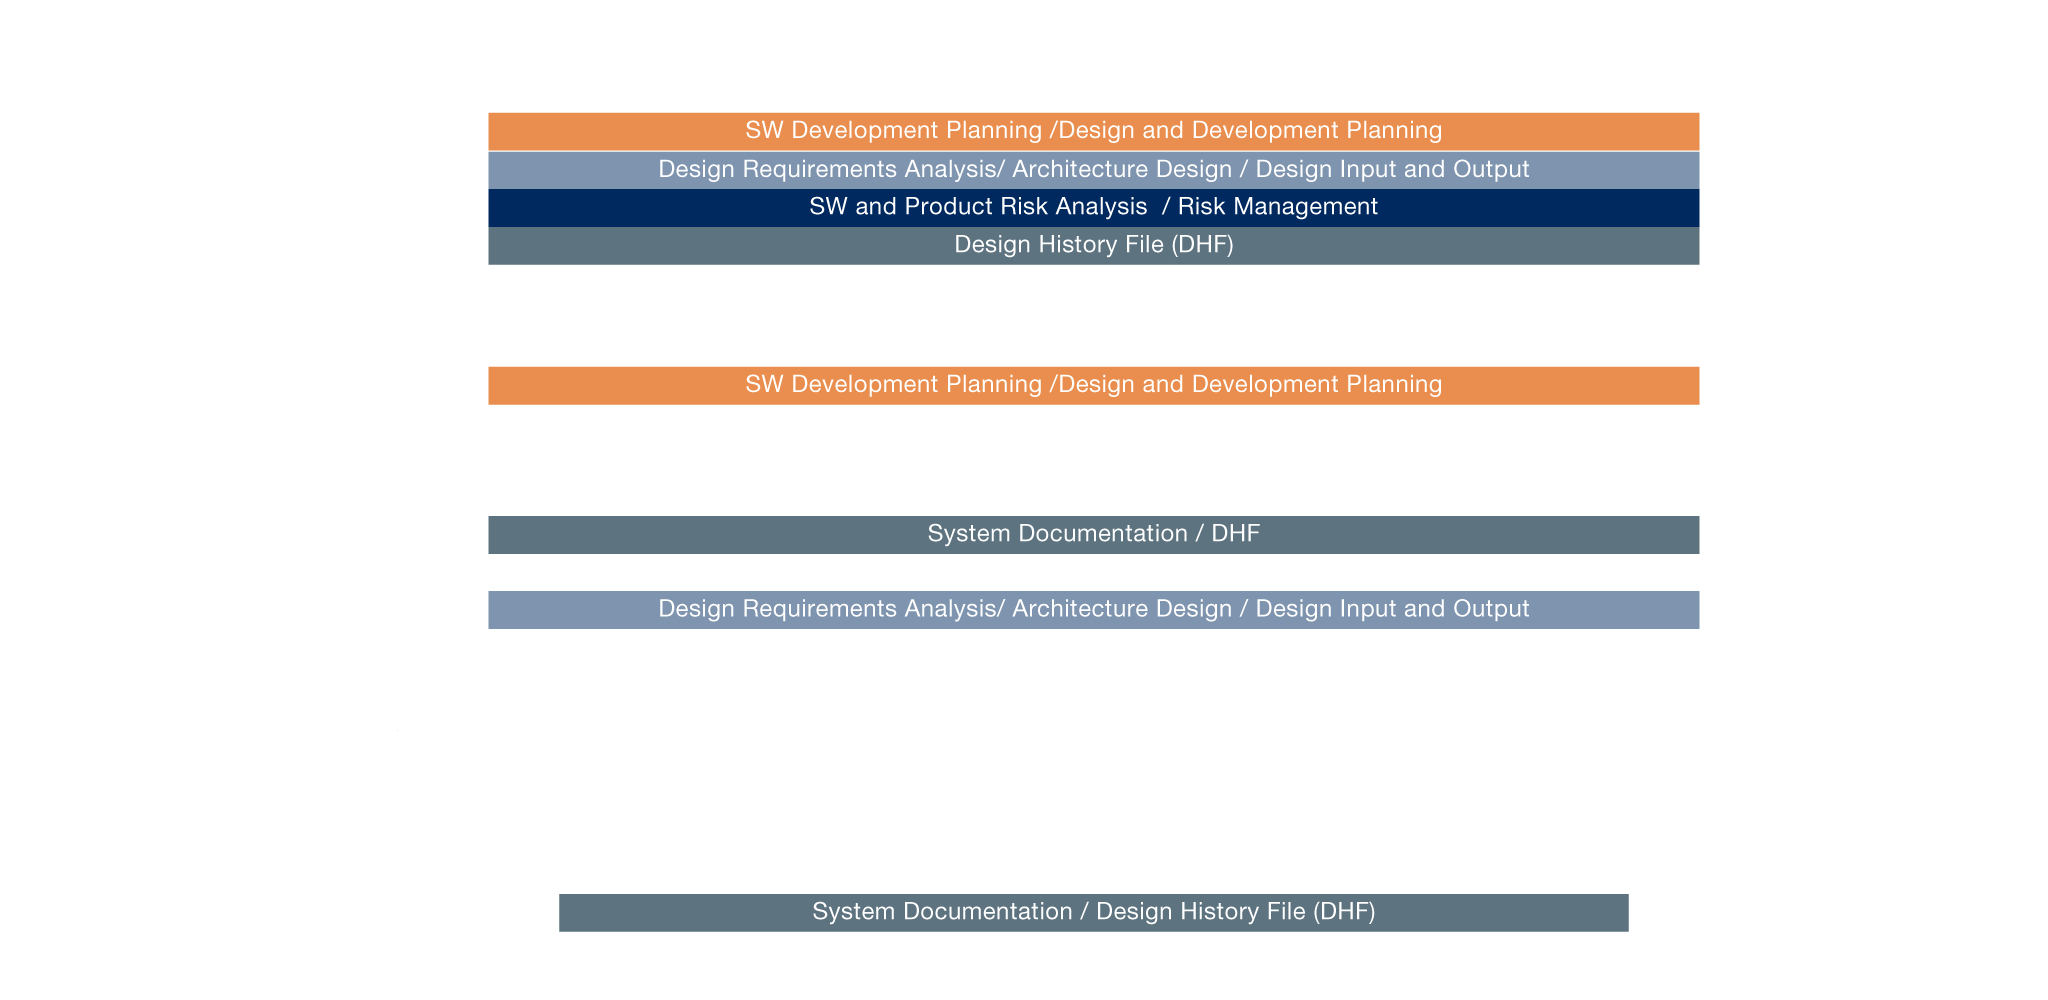 SW Development Planning /Design and Development Planning
Design Requirements Analysis/ Architecture Design / Design Input and Output
SW and Product Risk Analysis  / Risk Management
Design History File (DHF)
SW Development Planning /Design and Development Planning
System Documentation / DHF
Design Requirements Analysis/ Architecture Design / Design Input and Output
System Documentation / Design History File (DHF)